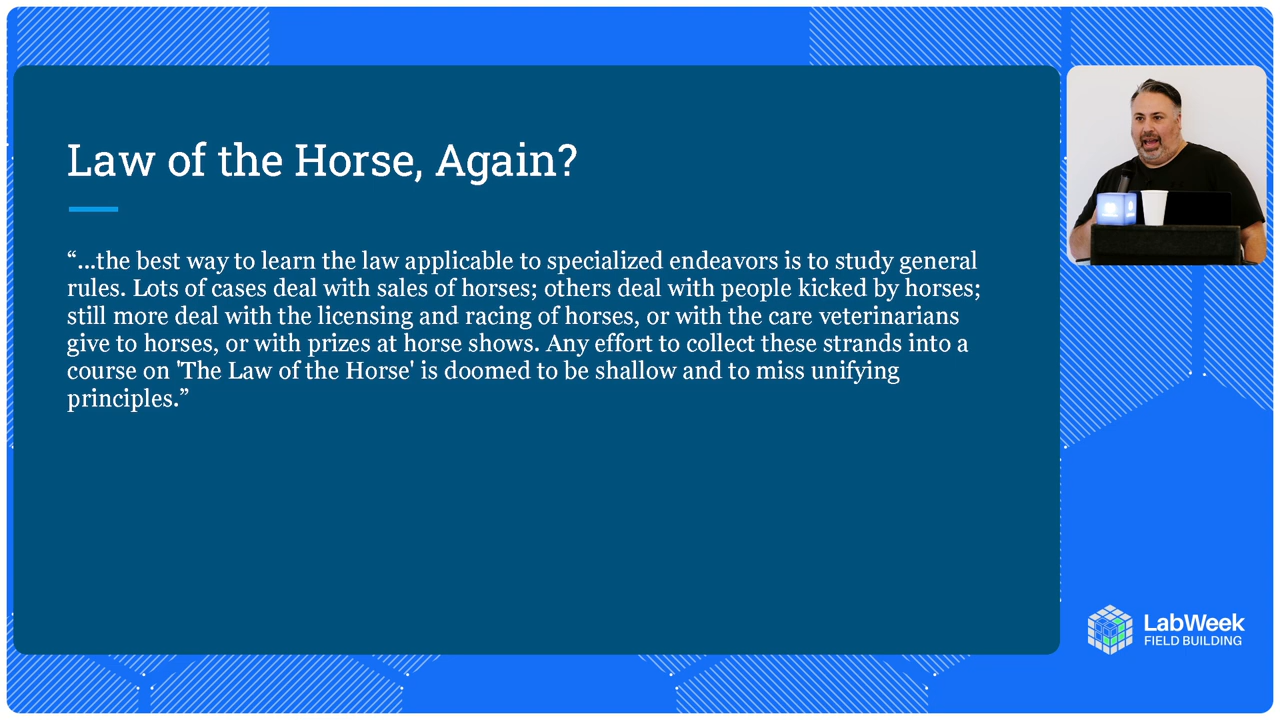 Law of the Horse, Again?
“...the best way to learn the law applicable to specialized endeavors is to study general
rules. Lots of cases deal with sales of horses; others deal with people kicked by horses;
still more deal with the licensing and racing of horses, or with the care veterinarians
give to horses, or with prizes at horse shows. Any effort to collect these strands into a
course on 'The Law of the Horse' is doomed to be shallow and to miss unifying
principles.”
LabWeek
FIELD BUILDING